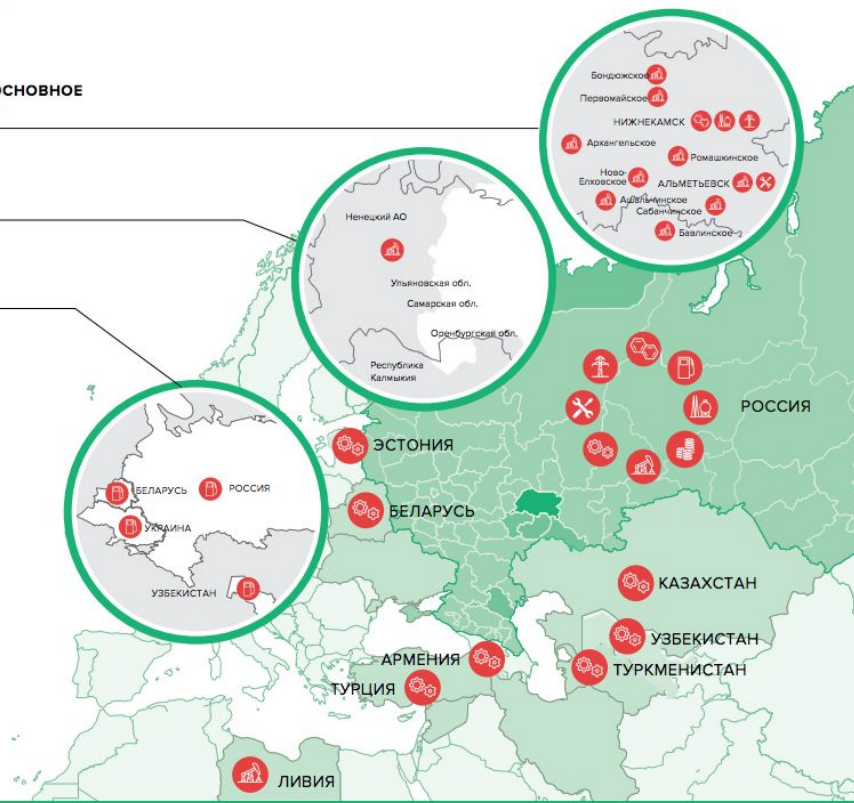 ОСНОВНОЕ
Бондюжское
Первомайское
НИЖНЕКАМСК
Архангельское
Ромашкинское
Ново-
Елховское
АЛЬМЕТЬЕВСК
Ашальчинское
Сабанчинское
Бавлинское
Ненецкий АО
Ульяновская обл.
Самарская обл.
Оренбургская обл.
Республика
Калмыкия
РОССИЯ
ЭСТОНИЯ
БЕЛАРУСЬ
БЕЛАРУСЬ
РОССИЯ
УКРАИНА
УЗБЕКИСТАН
КАЗАХСТАН
УЗБЕКИСТАН
ТУРКМЕНИСТАН
АРМЕНИЯ
ТУРЦИЯ
ЛИВИЯ